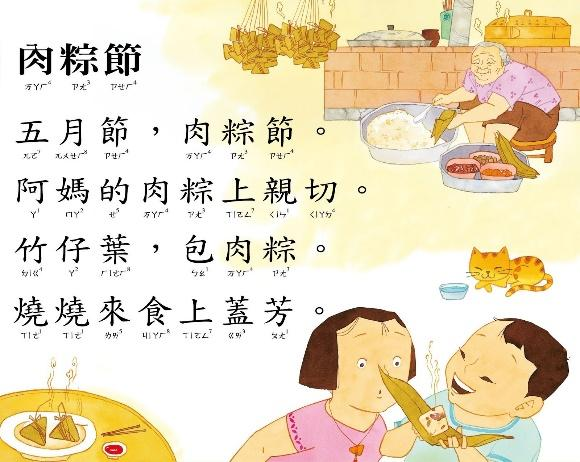 肉粽節
五月節，肉粽節。
阿媽的肉粽上親切。
竹仔葉，包肉粽。
燒燒來食上蓋芳。